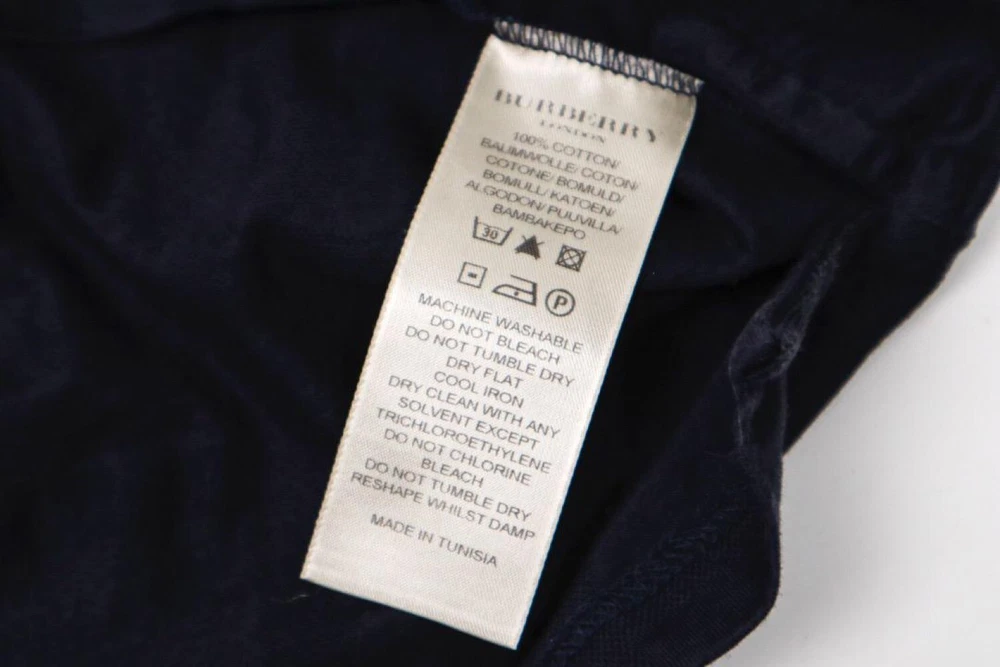 BURBERRY
LONDON
100% COTTON/
BAUMWOLLE/ COTON/
COTONE/ BOMULD/
BOMULL/ KATOEN/
ALGODON/ PUUVILLA/
BAMBAKEPO
30
P
MACHINE WASHABLE
DO NOT BLEACH
DO NOT TUMBLE DRY
DRY FLAT
COOL IRON
DRY CLEAN WITH ANY
SOLVENT EXCEPT
TRICHLOROETHYLENE
DO NOT CHLORINE
BLEACH
DO NOT TUMBLE DRY
RESHAPE WHILST DAMP
MADE IN TUNISIA